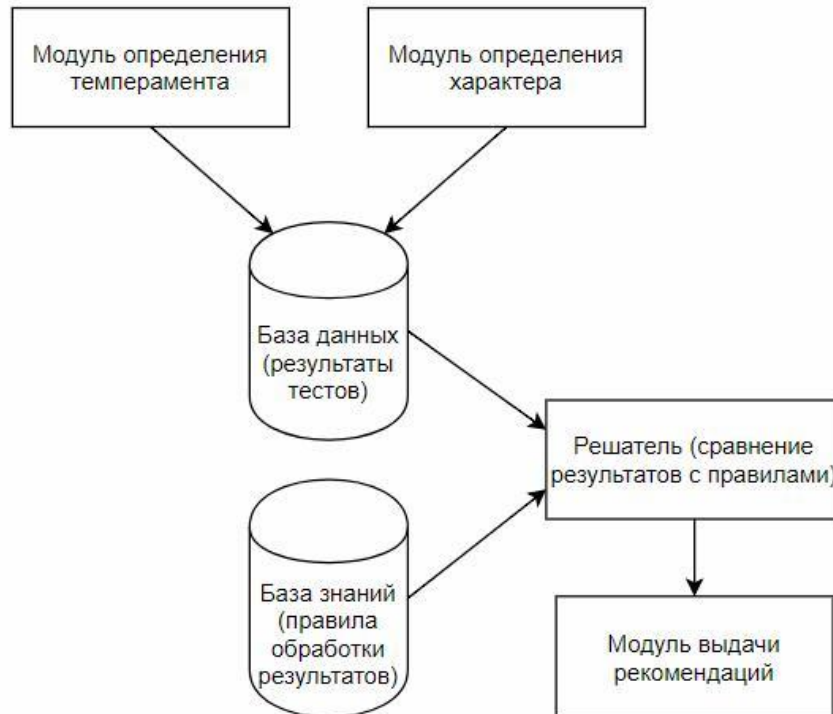 Модуль определения
темперамента
Модуль определения
характера
База данных
(результаты
тестов)
Решатель (сравнение
результатов с правилами)
База знаний
(правила
обработки
результатов)
Модуль выдачи
рекомендаций